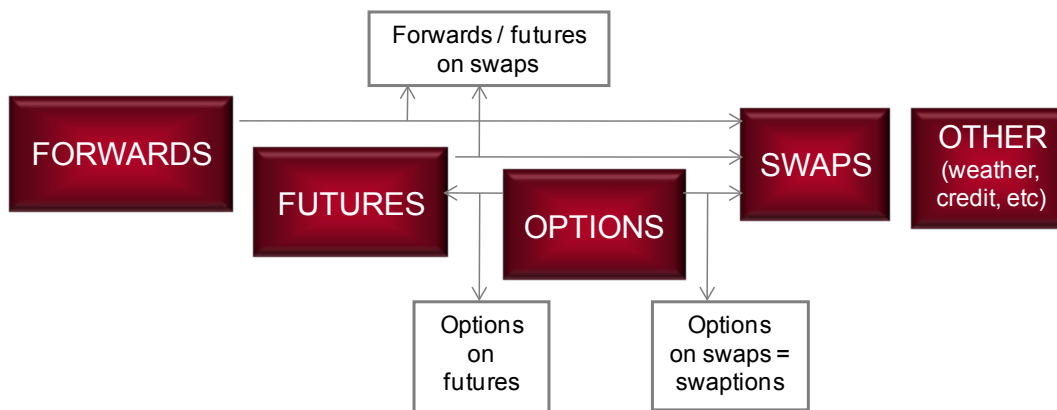 Forwards / futures
on swaps
FORWARDS
FUTURES
OPTIONS
SWAPS
OTHER
(weather,
credit, etc)
Options
on
futures
Options
on swaps =
swaptions